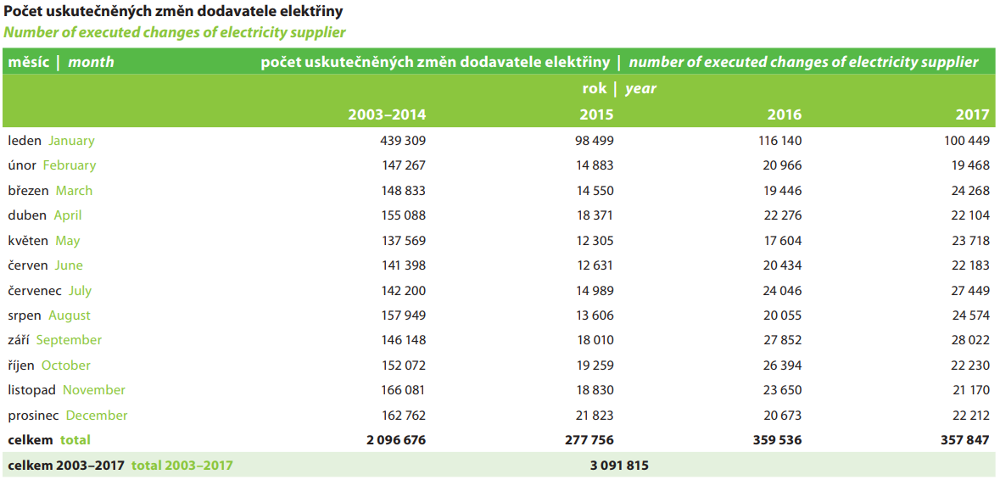 Počet uskutečněných změn dodavatele elektřiny
Number of executed changes of electricity supplier
měsíc | month počet uskutečněných změn dodavatele elektřiny | number of executed changes of electricity supplier
rok | year
2003–2014 2015 2016 2017
leden January 439 309 98 499 116 140 100 449
únor February 147 267 14 883 20 966 19 468
březen March 148 833 14 550 19 446 24 268
duben April 155 088 18 371 22 276 22 104
květen May 137 569 12 305 17 604 23 718
červen June 141 398 12 631 20 434 22 183
červenec July 142 200 14 989 24 046 27 449
srpen August 157 949 13 606 20 055 24 574
září September 146 148 18 010 27 852 28 022
říjen October 152 072 19 259 26 394 22 230
listopad November 166 081 18 830 23 650 21 170
prosinec December 162 762 21 823 20 673 22 212
celkem total 2 096 676 277 756 359 536 357 847
celkem 2003–2017 total 2003–2017 3 091 815